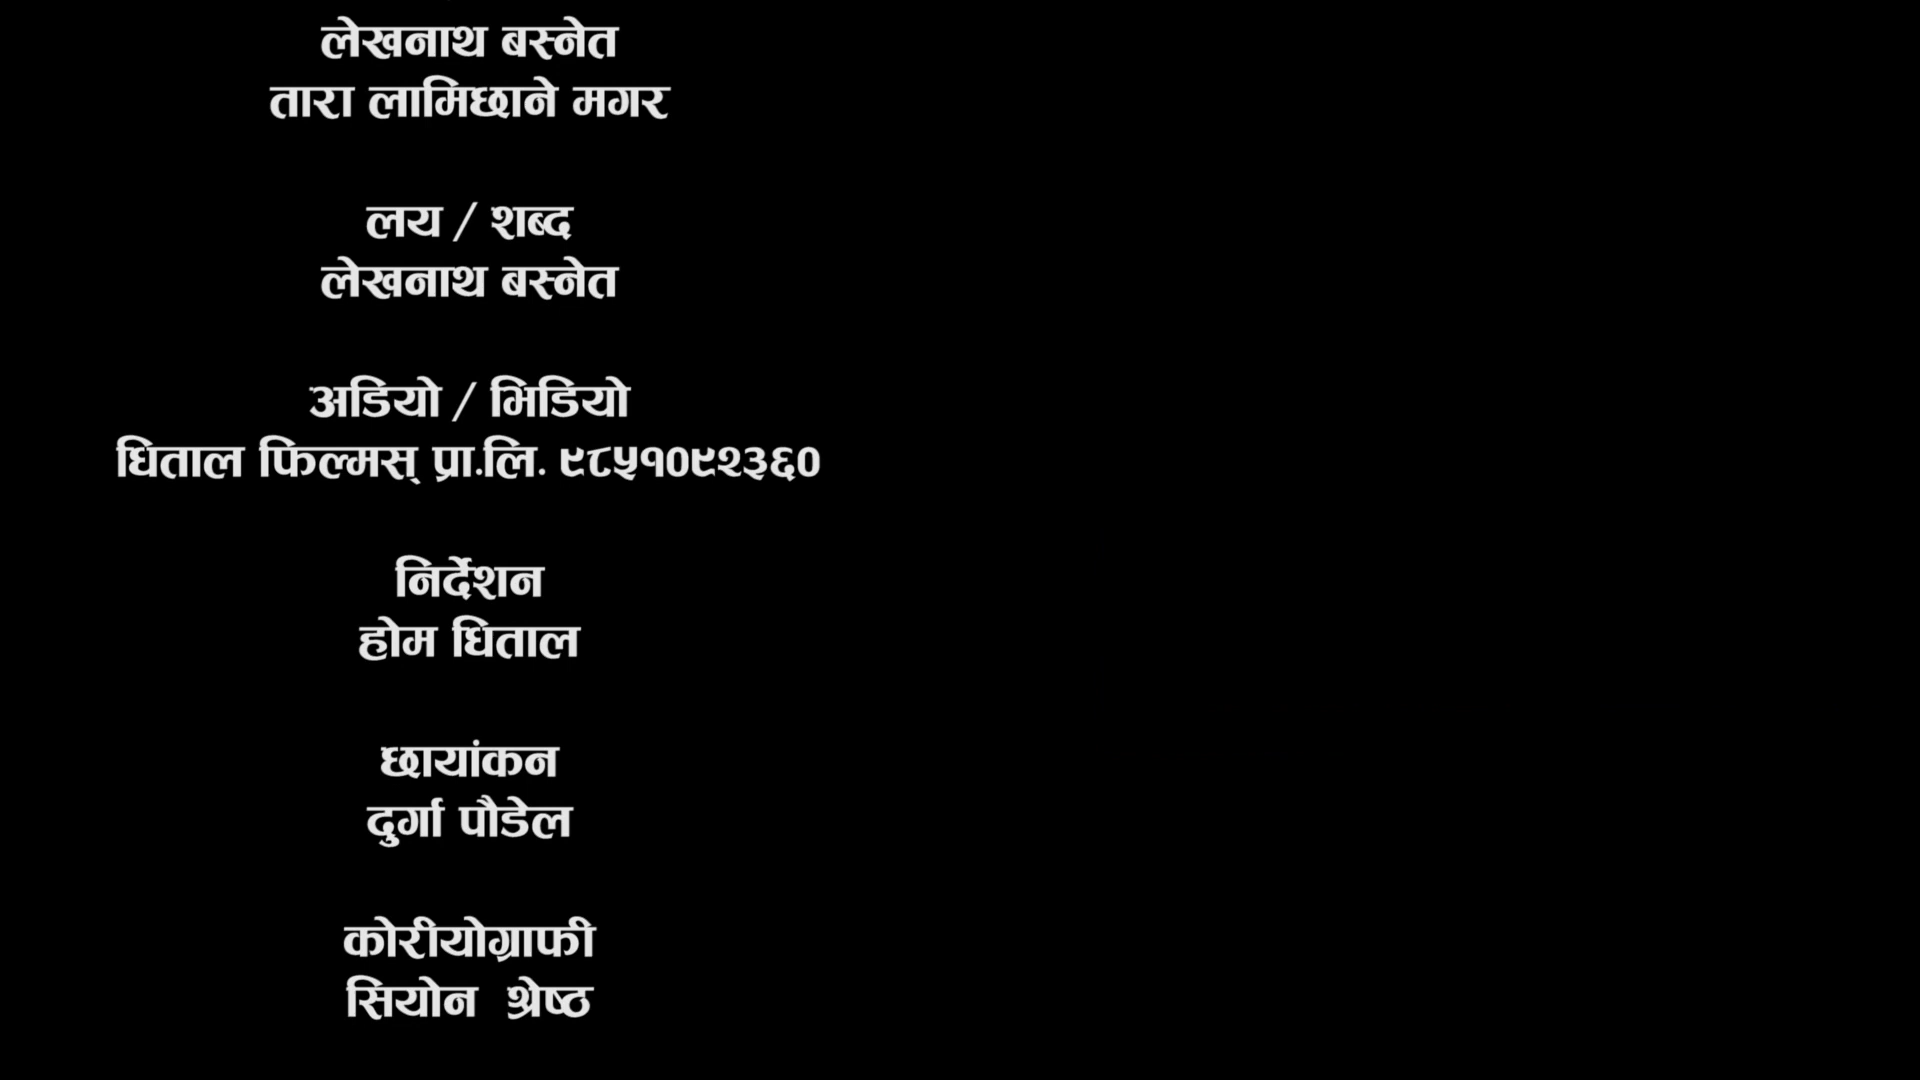 लेखनाथ बस्नेत
तारा लामिछाने मगर
लय / शब्द
लेखनाथ बस्नेत
अडियो / भिडियो
धिताल फिल्मस् प्रा.लि. ९८५१०९२३६०
निर्देशन
होम धिताल
छायांकन
दुर्गा पौडेल
कोरीयोग्राफी
सियोन श्रेष्ठ